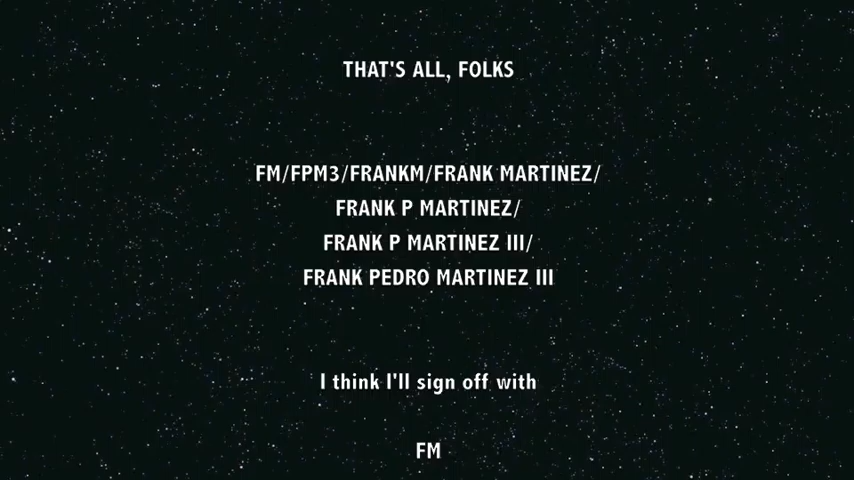 THAT'S ALL, FOLKS
FM/FPM3/FRANKM/FRANK MARTINEZ/
FRANK P MARTINEZ/
FRANK P MARTINEZ III/
FRANK PEDRO MARTINEZ III
I think I'll sign off with
FM